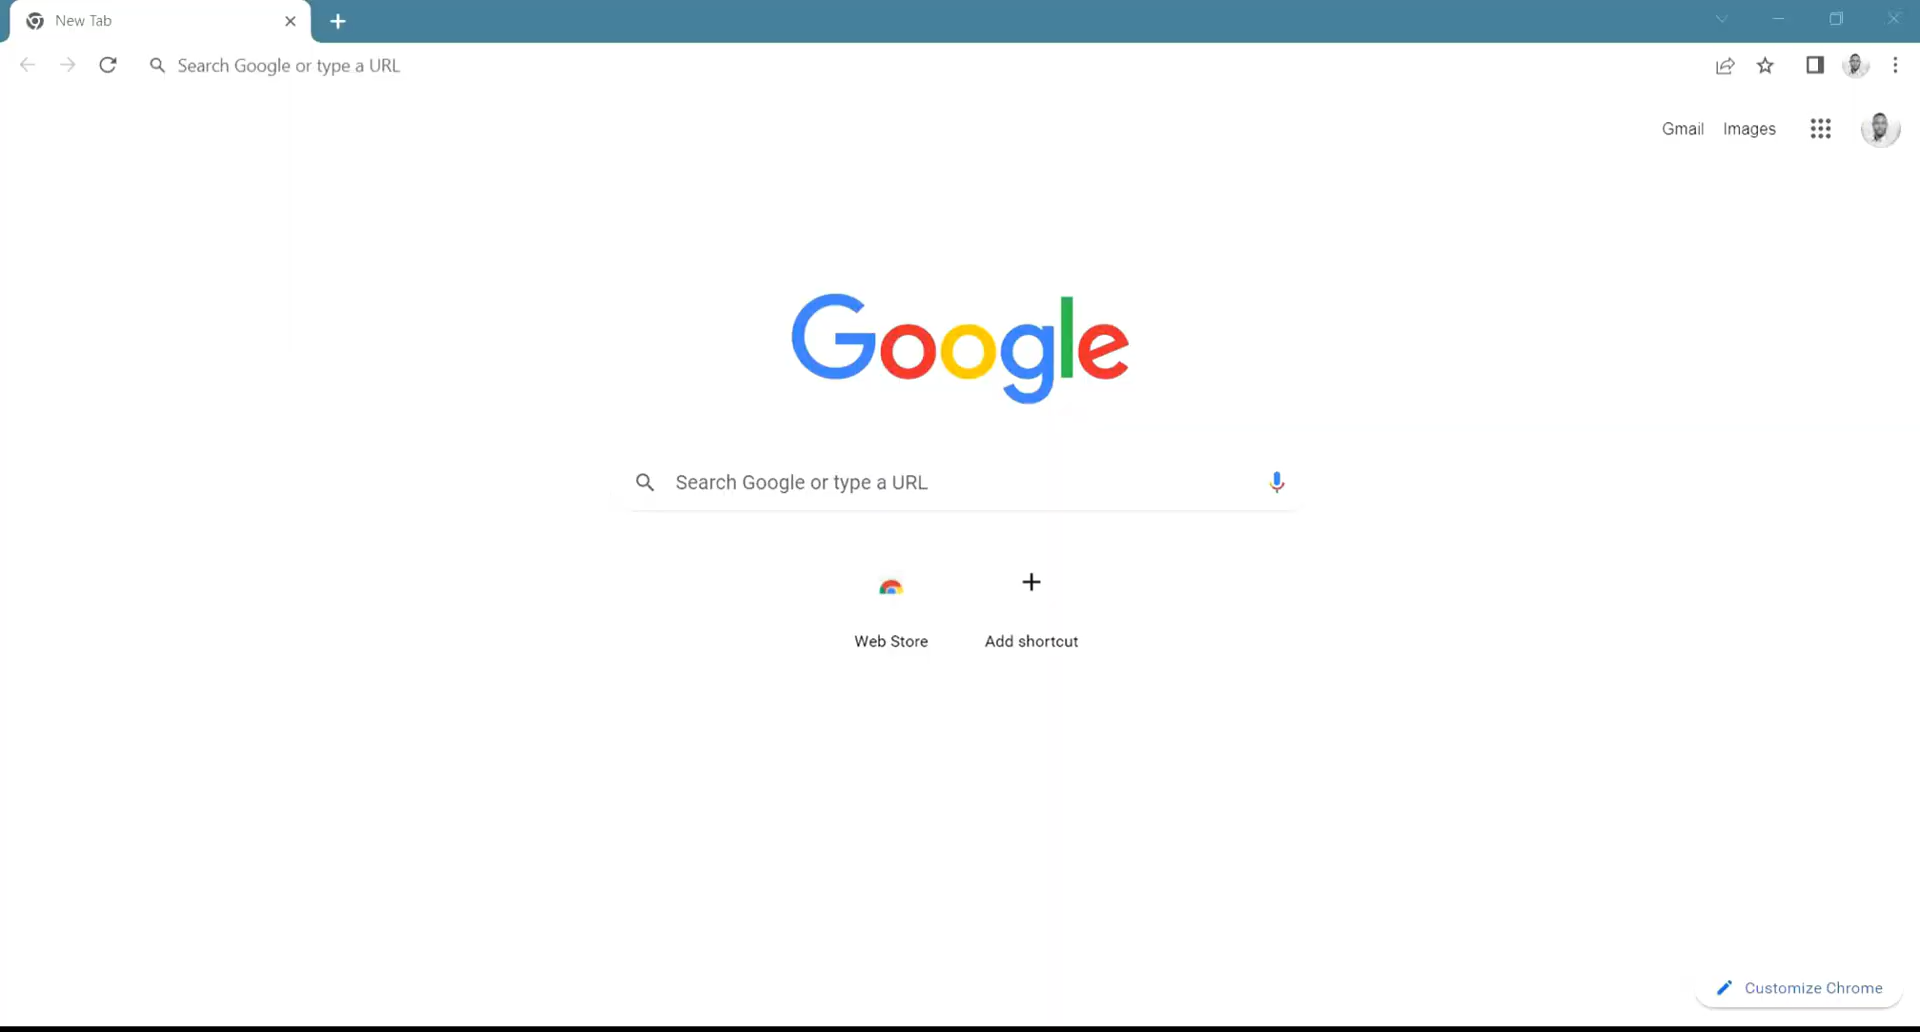 New Tab
Search Google or type a URL
Gmail Images
Google
Search Google or type a URL
Web Store Add shortcut
Customize Chrome